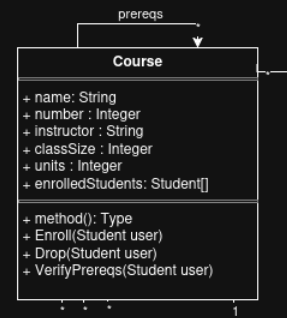 prereqs
*
Course
*
+ name: String
+ number : Integer
+ instructor : String
+ classSize : Integer
+ units : Integer
+ enrolledStudents: Student[]
+ method(): Type
+ Enroll(Student user)
+ Drop(Student user)
+ VerifyPrereqs(Student user)
* * * 1